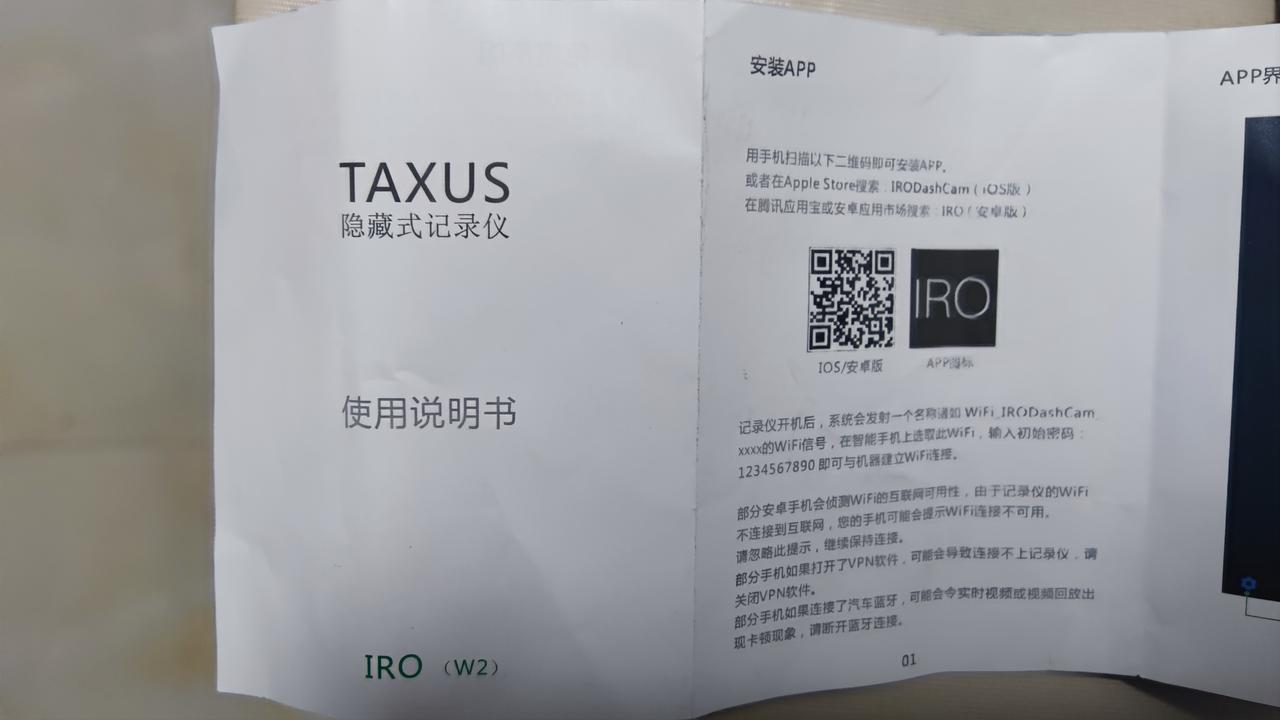 TAXUS
隐藏式记录仪
使用说明书
IRO（W2）
安装APP
用手机扫描以下二维码即可安装APP。
或者在Apple Store搜索：IRODashCam（iOS版）
在腾讯应用宝或安卓应用市场搜索：IRO（安卓版）
IRO
IOS/安卓版
APP图标
记录仪开机后，系统会发射一个名称诸如 WiFi_IRODashCam_
xxxx的WiFi信号，在智能手机上选取此WiFi，输入初始密码：
1234567890 即可与机器建立WiFi连接。
部分安卓手机会侦测WiFi的互联网可用性，由于记录仪的WiFi
不连接到互联网，您的手机可能会提示WiFi连接不可用。
请忽略此提示，继续保持连接。
部分手机如果打开了VPN软件，可能会导致连接不上记录仪，请
关闭VPN软件。
部分手机如果连接了汽车蓝牙，可能会令实时视频或视频回放出
现卡顿现象，请断开蓝牙连接。
01
APP界